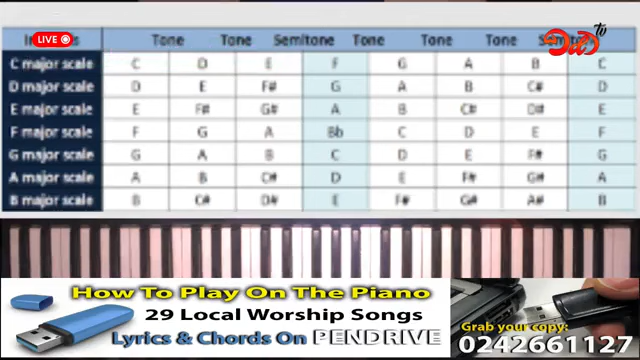 LIVE
Tone Tone Semitone Tone Tone Tone
C major scale C D E F G A B C
D major scale D E F# G A B C# D
E major scale E F# G# A B C# D# E
F major scale F G A Bb C D E F
G major scale G A B C D E F# G
A major scale A B C# D E F# G# A
B major scale B C# D# E F# G# A# B
How To Play On The Piano
29 Local Worship Songs
Lyrics & Chords On PENDRIVE
Grab your copy:
0242661127